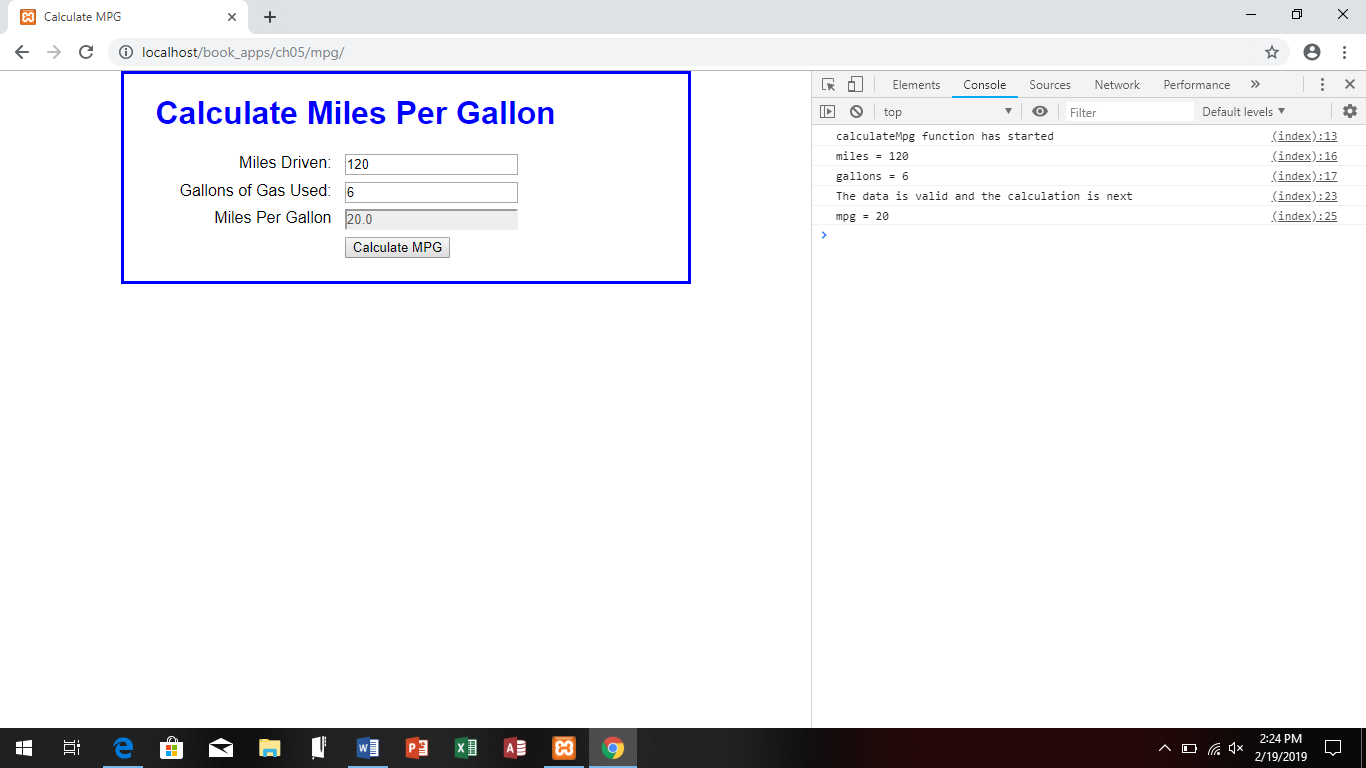 Calculate MPG
localhost/book_apps/ch05/mpg/
Calculate Miles Per Gallon
Miles Driven: 120
Gallons of Gas Used: 6
Miles Per Gallon 20.0
Calculate MPG
Elements Console Sources Network Performance »
top Filter Default levels
calculateMpg function has started (index):13
miles = 120 (index):16
gallons = 6 (index):17
The data is valid and the calculation is next (index):23
mpg = 20 (index):25
2:24 PM
2/19/2019